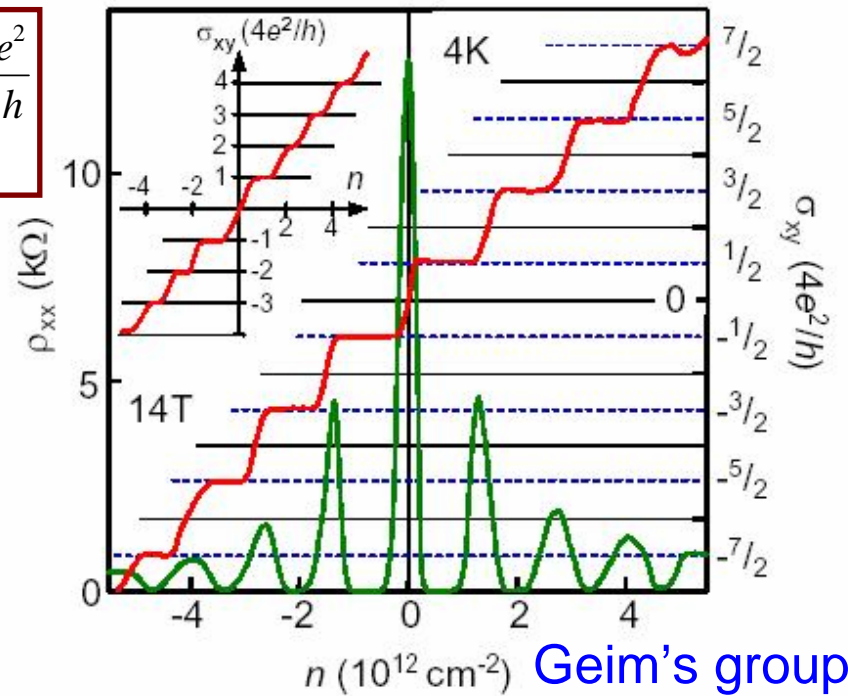 e²
h
σxy (4e²/h)
4K
4
3
2
1
-4
-2
n
2
4
-1
-2
-3
14T
ρxx (kΩ)
10
5
0
7/2
5/2
3/2
1/2
0
-1/2
-3/2
-5/2
-7/2
σxy (4e²/h)
-4
-2
0
2
4
n (10¹² cm⁻²)
Geim's group